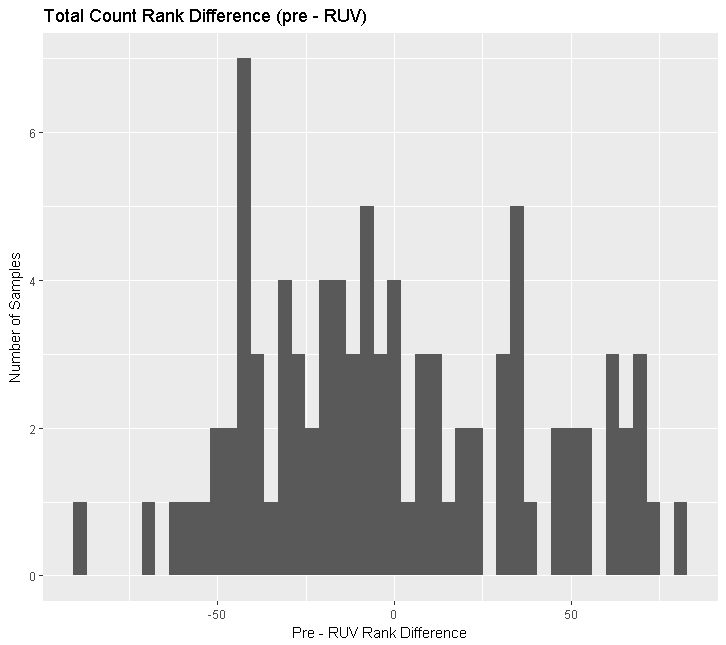 Total Count Rank Difference (pre - RUV)
6
4
2
0
Number of Samples
-50
0
50
Pre - RUV Rank Difference